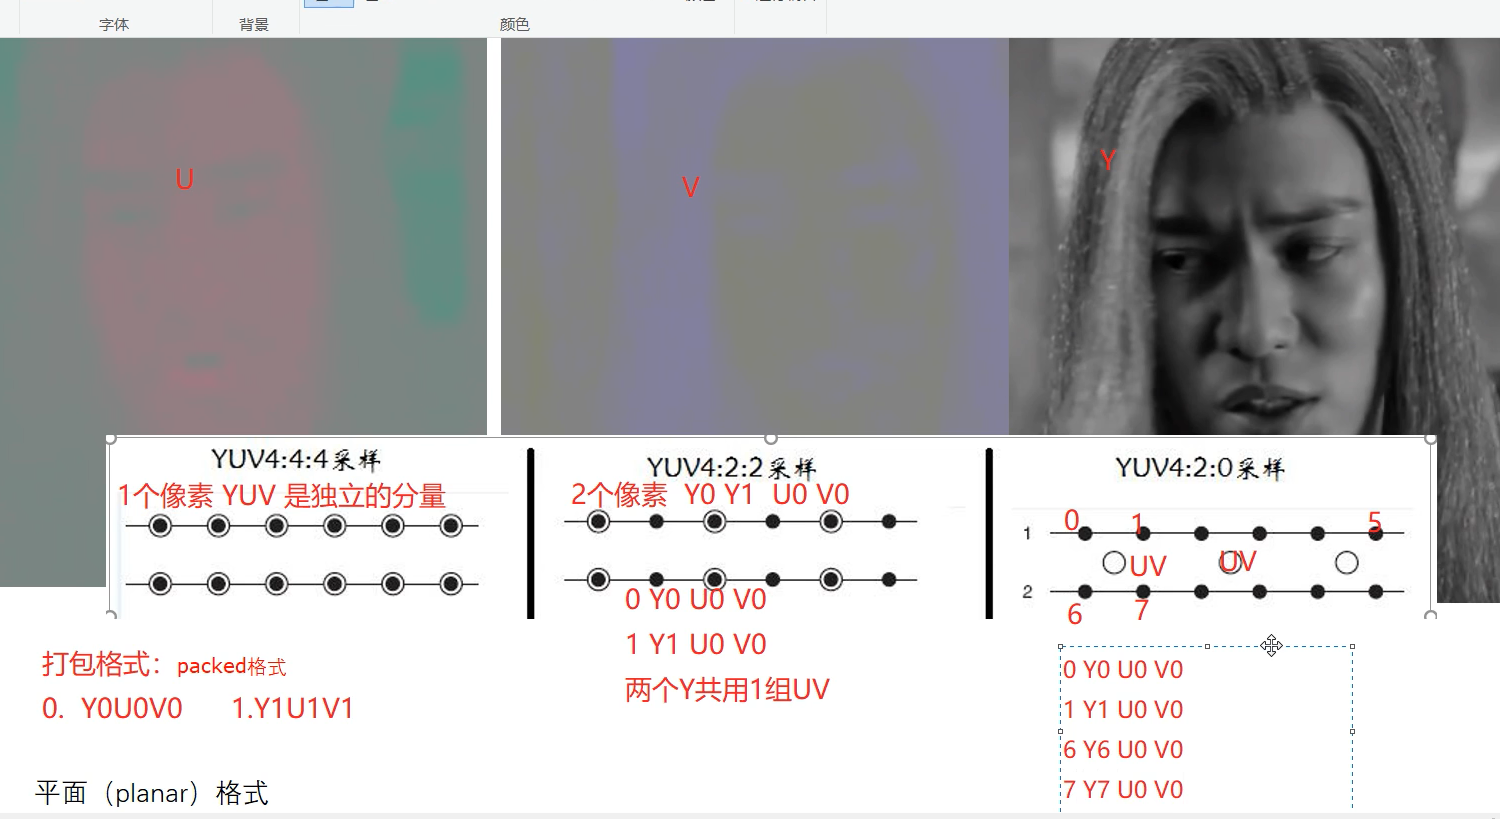 字体
背景
颜色
U
V
Y
YUV4:4:4采样
1个像素 YUV 是独立的分量
YUV4:2:2采样
2个像素 Y0 Y1 U0 V0
0 Y0 U0 V0
1 Y1 U0 V0
两个Y共用1组UV
YUV4:2:0采样
0 1 5
1
UV UV
2
6 7
0 Y0 U0 V0
1 Y1 U0 V0
6 Y6 U0 V0
7 Y7 U0 V0
打包格式：packed格式
0. Y0U0V0 1.Y1U1V1
平面（planar）格式